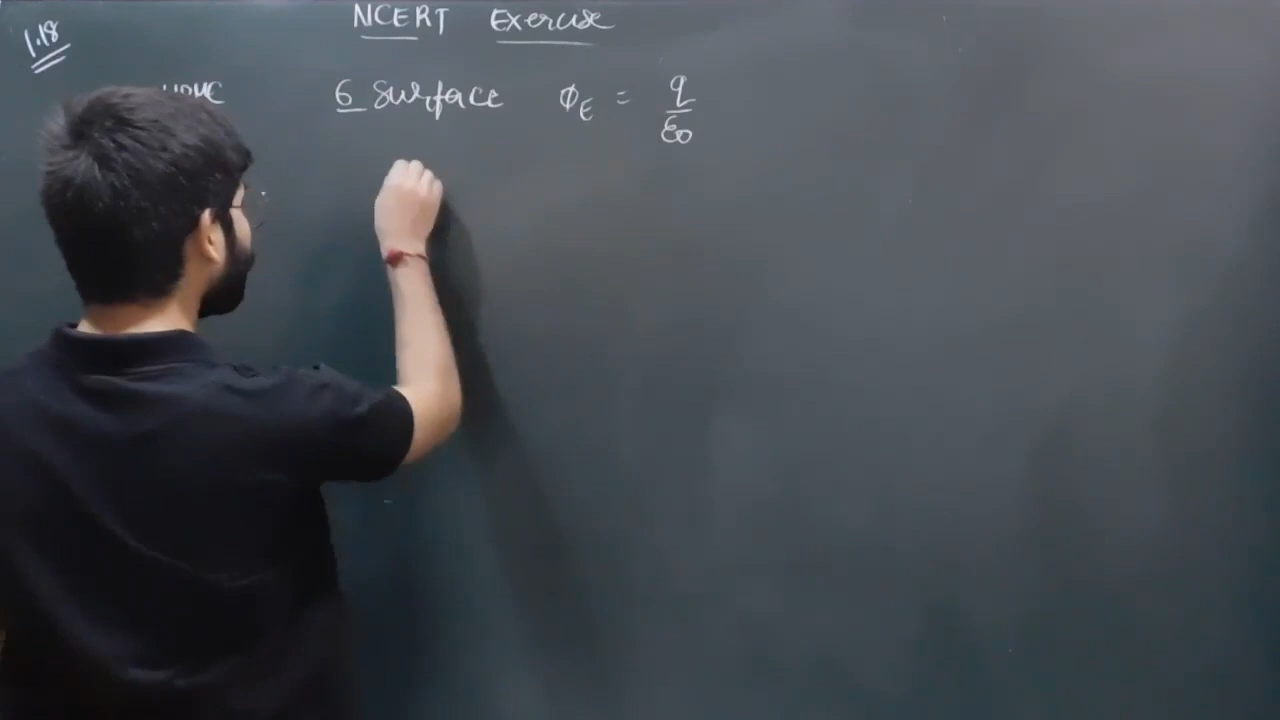 NCERT Exercise
1.18
6 Surface ϕE = q/ε0